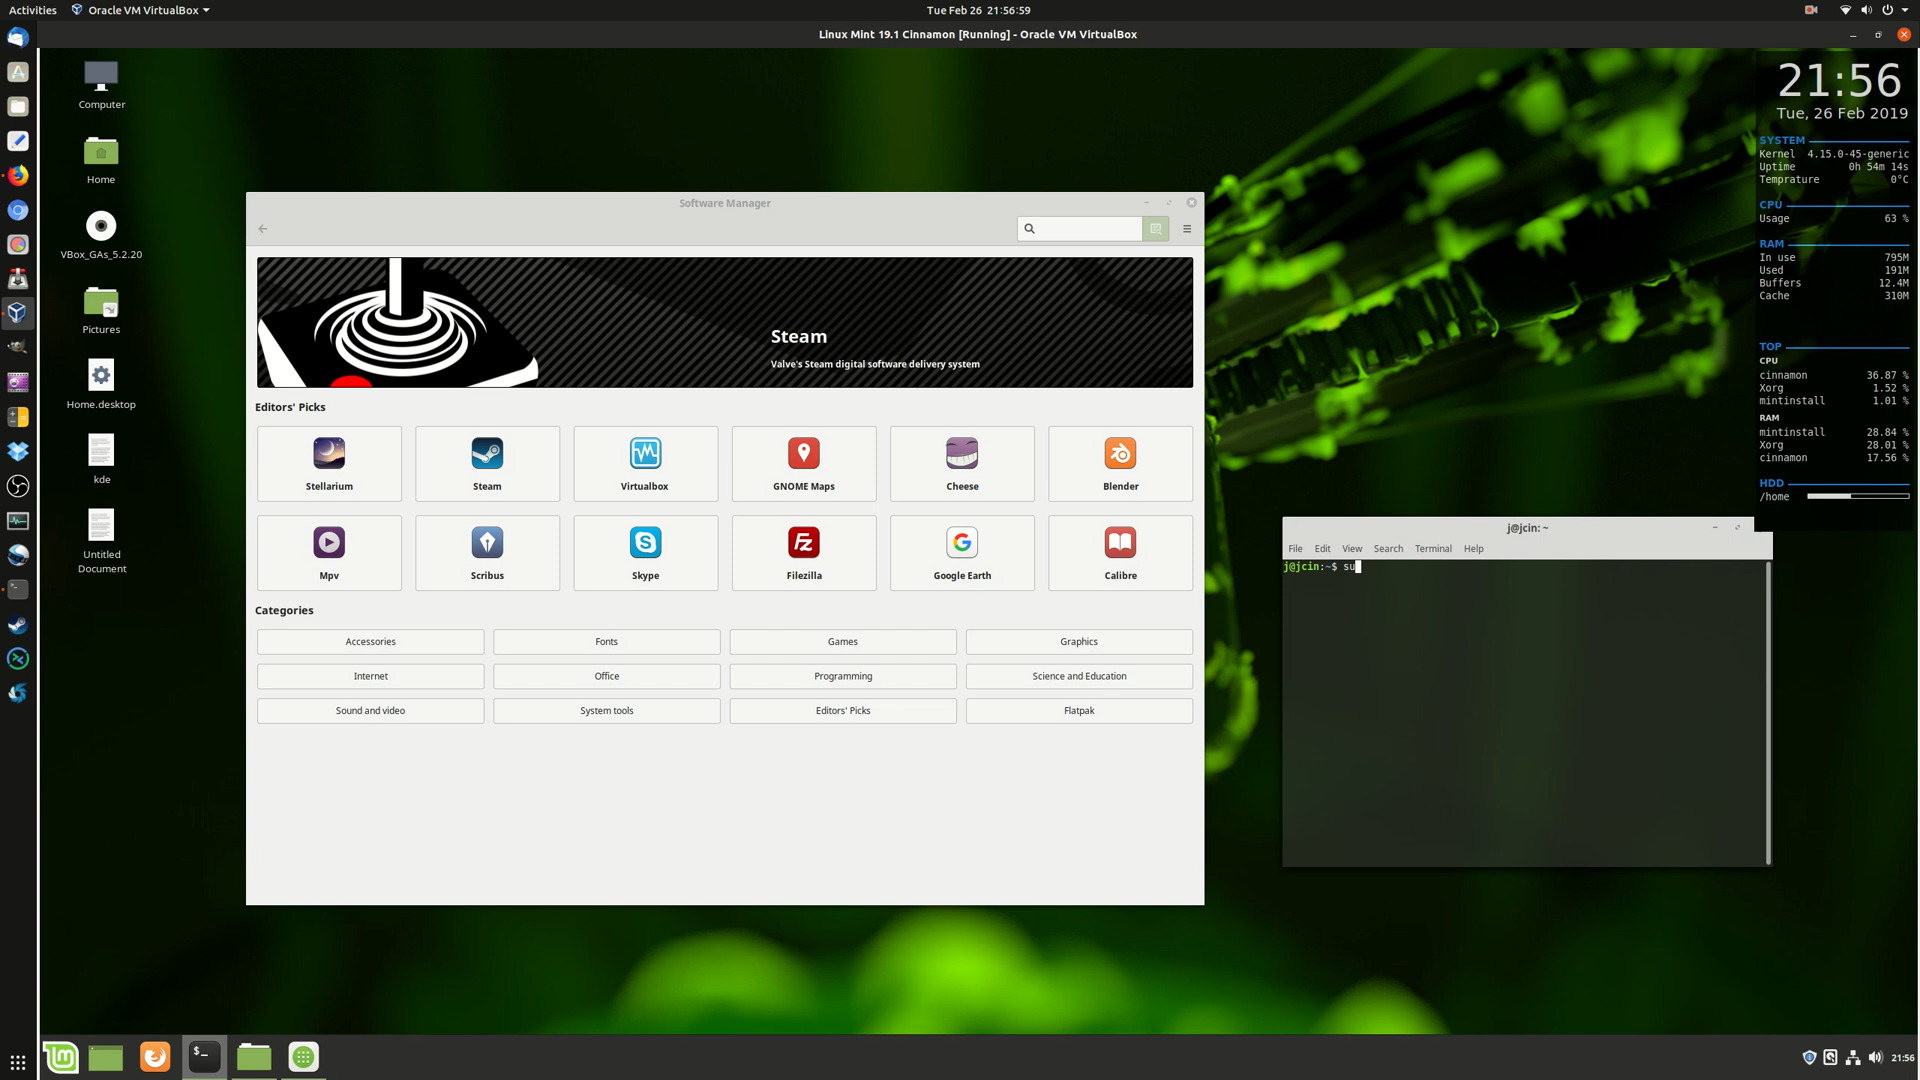 Activities
Oracle VM VirtualBox
Tue Feb 26 21:56:59
Linux Mint 19.1 Cinnamon [Running] - Oracle VM VirtualBox
Computer
Home
VBox_GAs_5.2.20
Pictures
Home.desktop
kde
Untitled
Document
Software Manager
Steam
Valve's Steam digital software delivery system
Editors' Picks
Stellarium
Steam
Virtualbox
GNOME Maps
Cheese
Blender
Mpv
Scribus
Skype
Filezilla
Google Earth
Calibre
Categories
Accessories
Fonts
Games
Graphics
Internet
Office
Programming
Science and Education
Sound and video
System tools
Editors' Picks
Flatpak
21:56
Tue, 26 Feb 2019
SYSTEM
Kernel 4.15.0-45-generic
Uptime 0h 54m 14s
Temprature 0°C
CPU
Usage 63 %
RAM
In use 795M
Used 191M
Buffers 12.4M
Cache 310M
TOP
CPU
cinnamon 36.87 %
Xorg 1.52 %
mintinstall 1.01 %
RAM
mintinstall 28.84 %
Xorg 28.01 %
cinnamon 17.56 %
HDD
/home
j@jcin: ~
File Edit View Search Terminal Help
j@jcin:~$ su
21:56